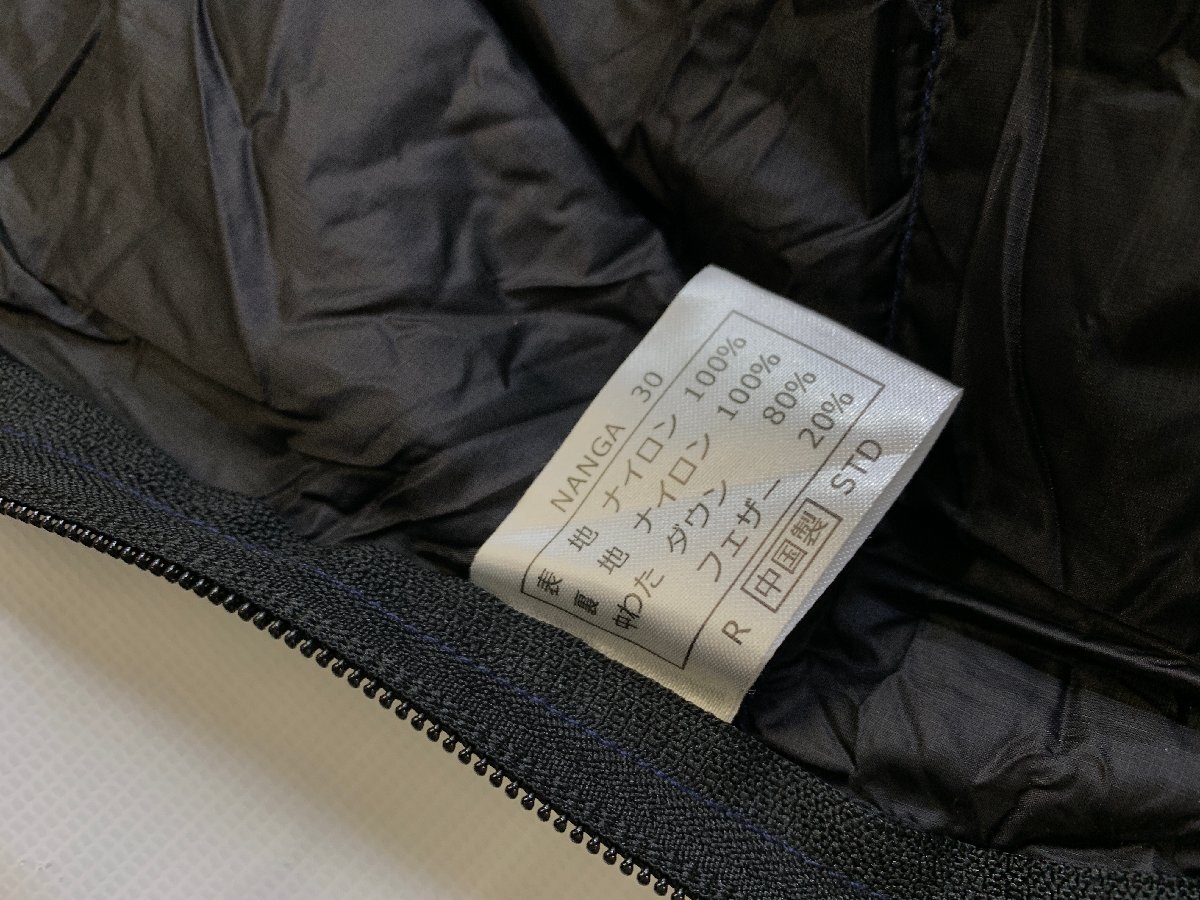 NANGA 30
表地 ナイロン 100%
裏地 ナイロン 100%
中わた ダウン 80%
フェザー 20%
R 中国製 STD